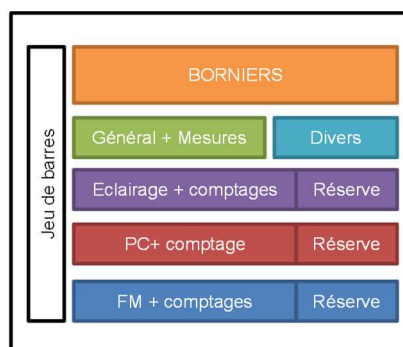 Jeu de barres
BORNIERS
Général + Mesures
Divers
Eclairage + comptages
Réserve
PC+ comptage
Réserve
FM + comptages
Réserve